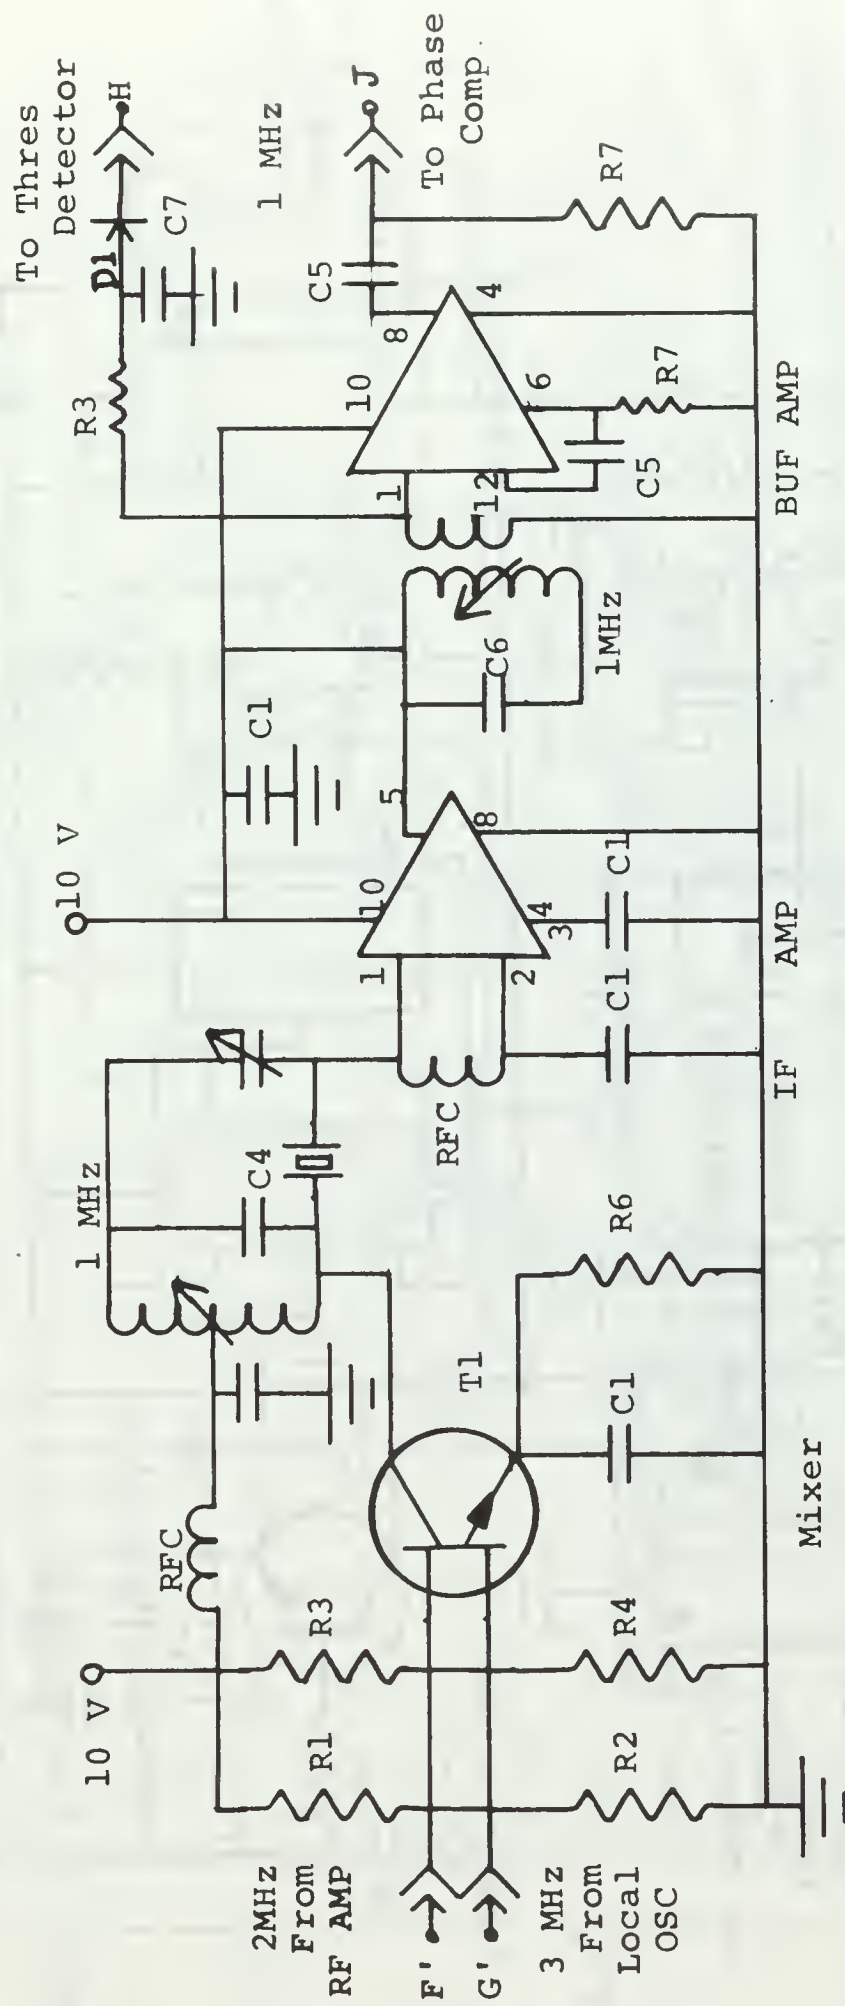 2MHz
From
RF AMP
F'
G'
3 MHz
From
Local
OSC
10 V
R1
R2
R3
R4
RFC
T1
C1
R6
Mixer
1 MHz
C4
RFC
1
2
10
5
8
4
3
C1
C1
IF AMP
10 V
C1
C6
1MHz
1
12
10
8
4
6
C5
R7
BUF AMP
C5
R7
R3
D1
C7
To Thres
Detector
H
1 MHz
J
To Phase
Comp.